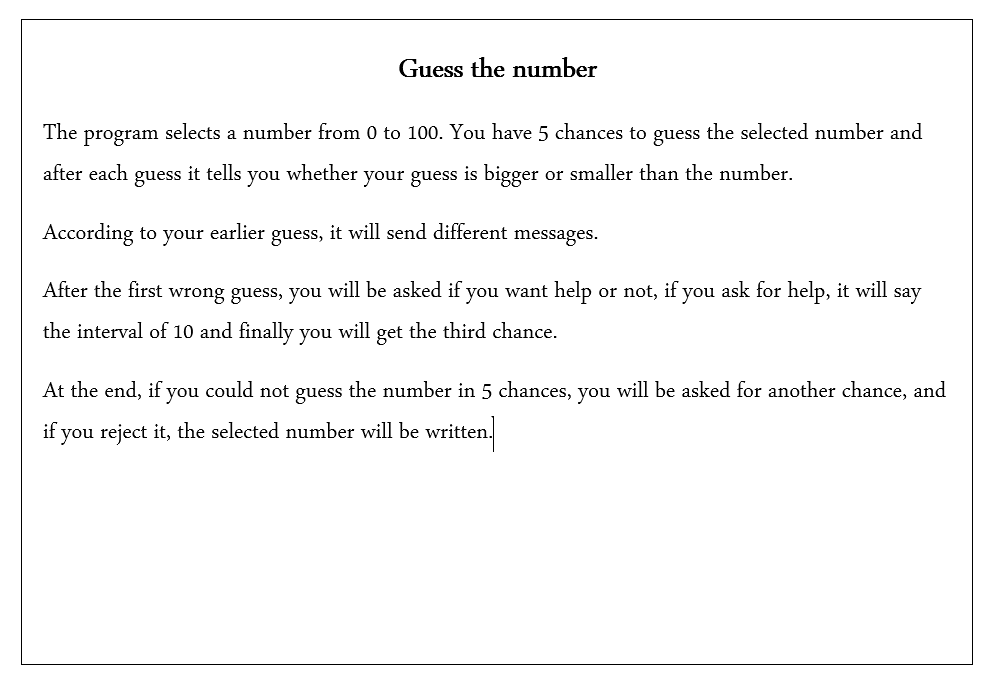 Guess the number
The program selects a number from 0 to 100. You have 5 chances to guess the selected number and
after each guess it tells you whether your guess is bigger or smaller than the number.
According to your earlier guess, it will send different messages.
After the first wrong guess, you will be asked if you want help or not, if you ask for help, it will say
the interval of 10 and finally you will get the third chance.
At the end, if you could not guess the number in 5 chances, you will be asked for another chance, and
if you reject it, the selected number will be written.